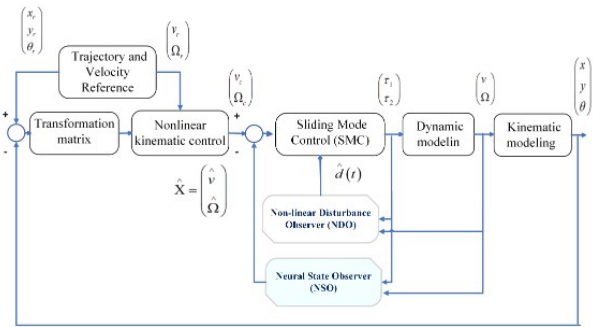 x_r
y_r
θ_r
v_r
Ω_r
Trajectory and
Velocity
Reference
+
-
Transformation
matrix
Nonlinear
kinematic control
v_c
Ω_c
+
-
Sliding Mode
Control (SMC)
τ_1
τ_2
Dynamic
modelin
v
Ω
Kinematic
modeling
x
y
θ
X̂ = ( v̂
Ω̂ )
d̂(t)
Non-linear Disturbance
Observer (NDO)
Neural State Observer
(NSO)